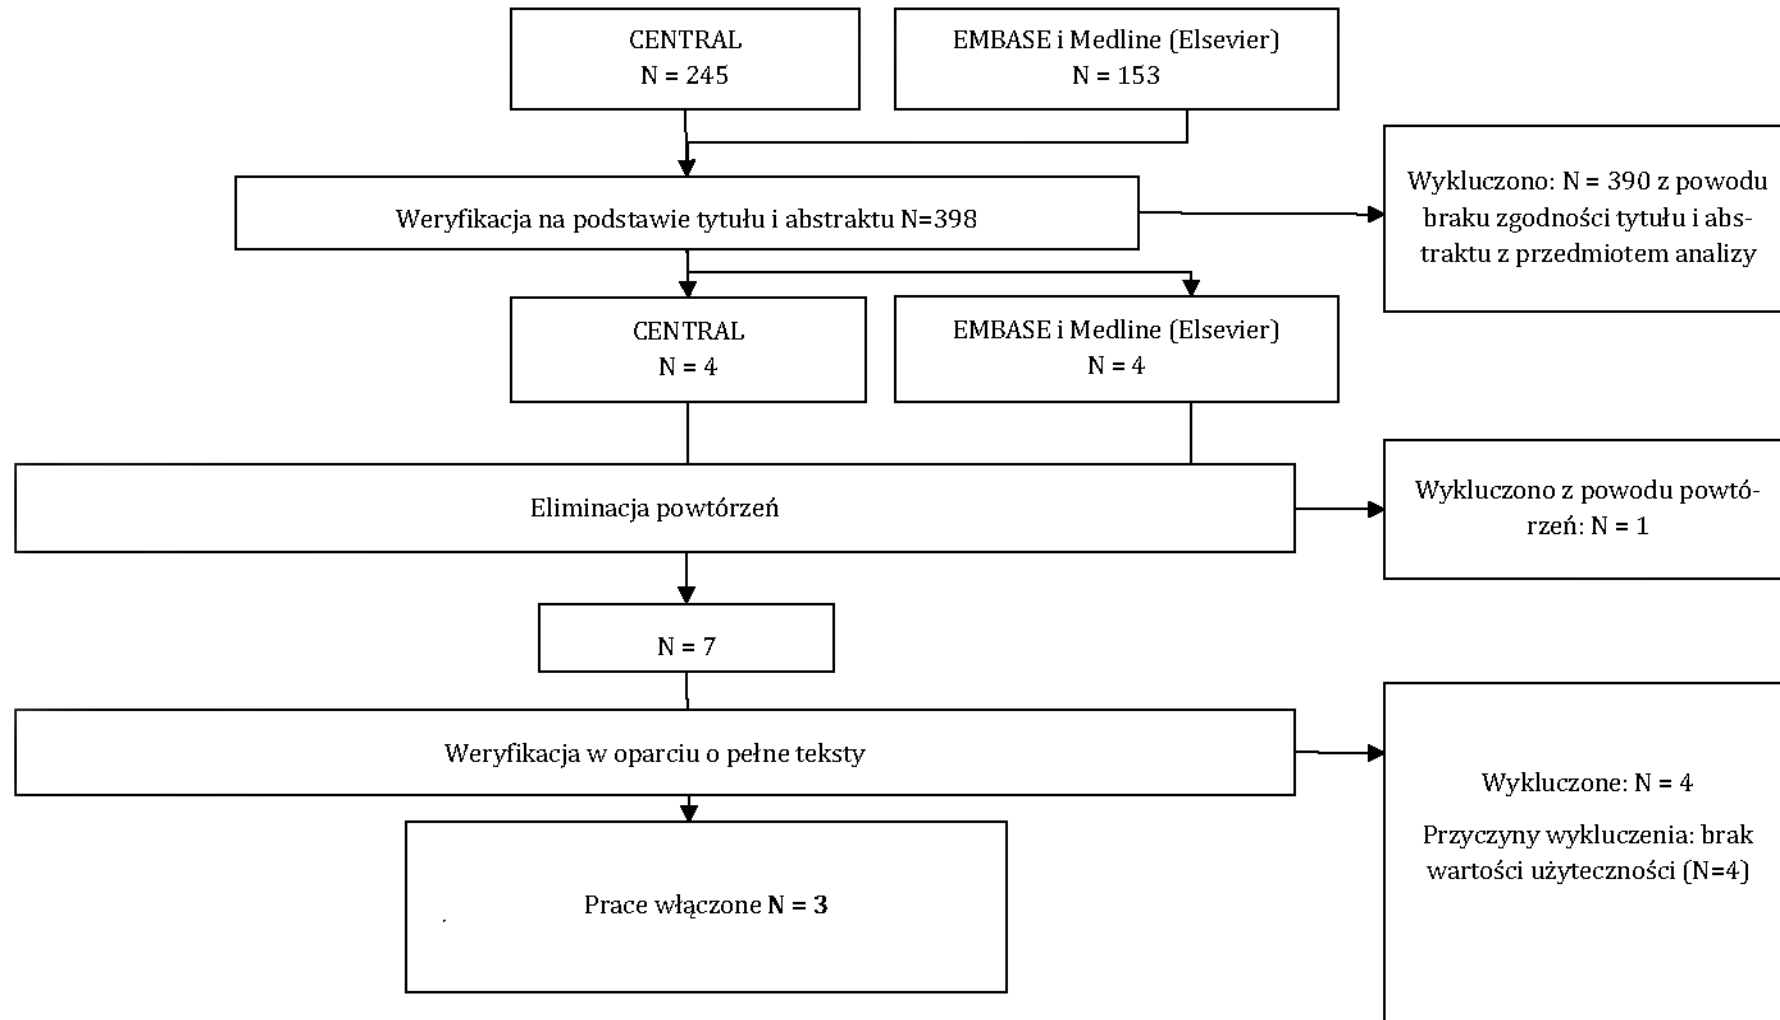 CENTRAL
N = 245
EMBASE i Medline (Elsevier)
N = 153
Wykluczono: N = 390 z powodu
braku zgodności tytułu i abs-
traktu z przedmiotem analizy
Weryfikacja na podstawie tytułu i abstraktu N=398
CENTRAL
N = 4
EMBASE i Medline (Elsevier)
N = 4
Eliminacja powtórzeń
Wykluczono z powodu powtó-
rzeń: N = 1
N = 7
Weryfikacja w oparciu o pełne teksty
Wykluczone: N = 4
Przyczyny wykluczenia: brak
wartości użyteczności (N=4)
Prace włączone N = 3